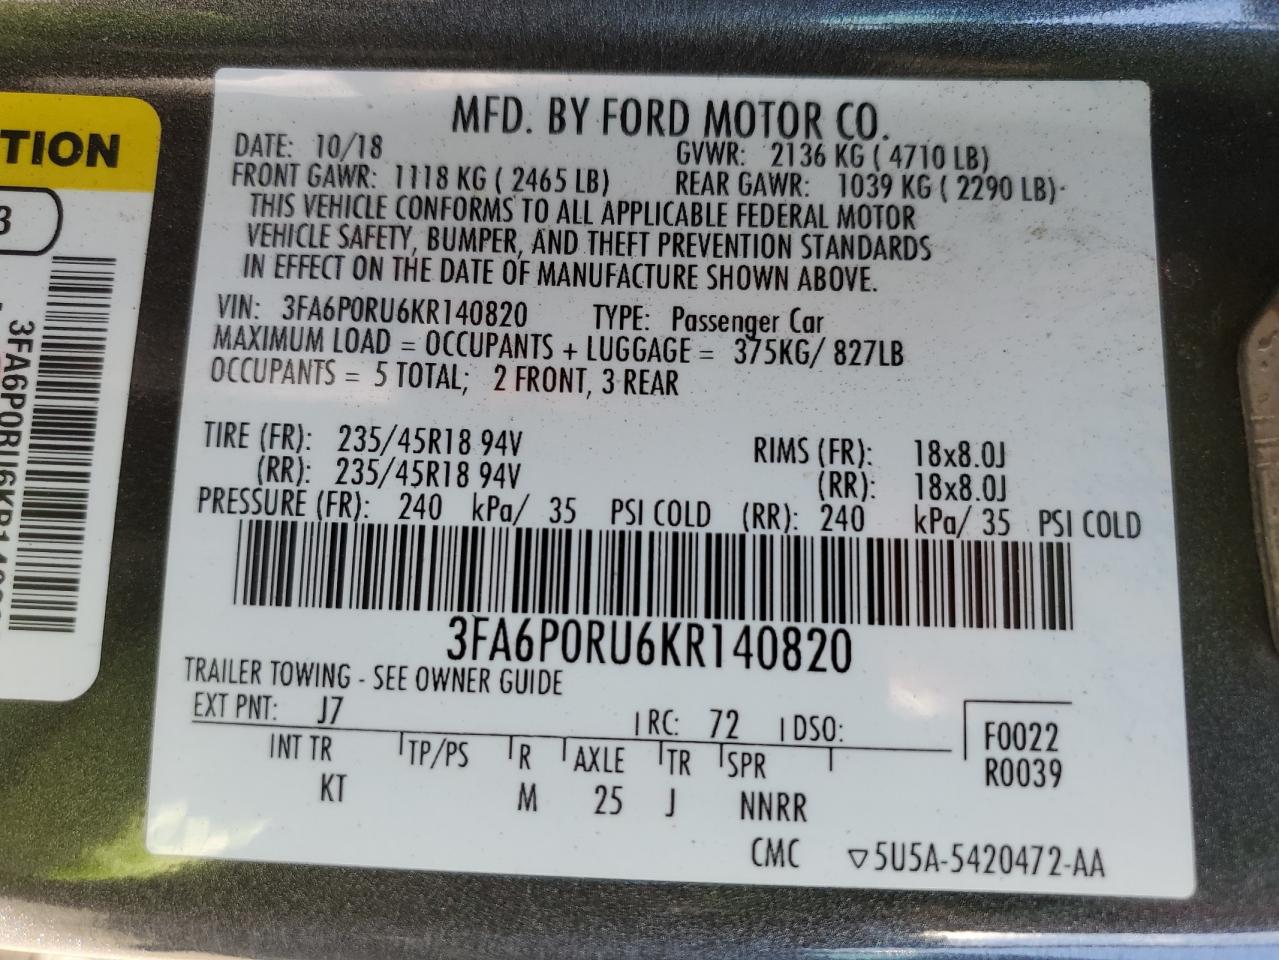 TION
3
3FA6P0RU6KR140
MFD. BY FORD MOTOR CO.
DATE: 10/18 GVWR: 2136 KG ( 4710 LB)
FRONT GAWR: 1118 KG ( 2465 LB) REAR GAWR: 1039 KG ( 2290 LB)
THIS VEHICLE CONFORMS TO ALL APPLICABLE FEDERAL MOTOR
VEHICLE SAFETY, BUMPER, AND THEFT PREVENTION STANDARDS
IN EFFECT ON THE DATE OF MANUFACTURE SHOWN ABOVE.
VIN: 3FA6P0RU6KR140820 TYPE: Passenger Car
MAXIMUM LOAD = OCCUPANTS + LUGGAGE = 375KG/ 827LB
OCCUPANTS = 5 TOTAL; 2 FRONT, 3 REAR
TIRE (FR): 235/45R18 94V RIMS (FR): 18x8.0J
(RR): 235/45R18 94V (RR): 18x8.0J
PRESSURE (FR): 240 kPa/ 35 PSI COLD (RR): 240 kPa/ 35 PSI COLD
3FA6P0RU6KR140820
TRAILER TOWING - SEE OWNER GUIDE
EXT PNT: J7 RC: 72 DSO:
INT TR TP/PS R AXLE TR SPR
KT M 25 J NNRR
F0022
R0039
CMC ▽5U5A-5420472-AA